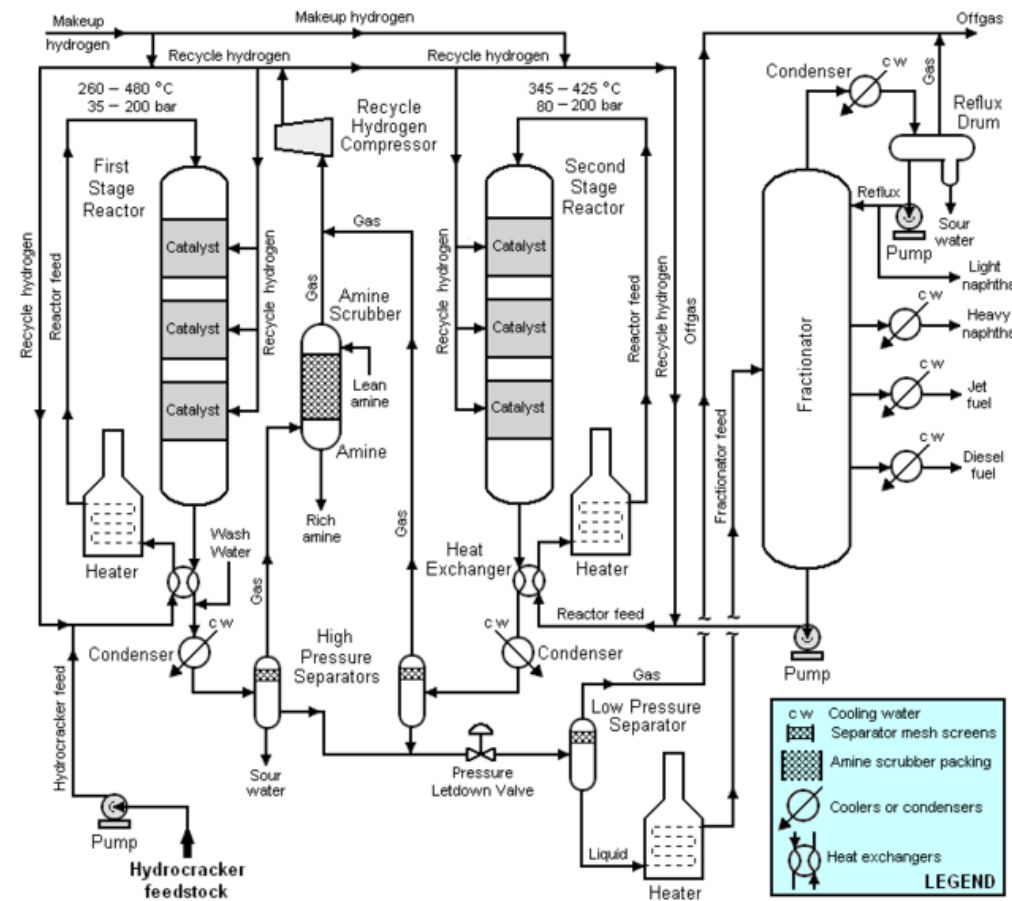 Makeup
hydrogen
Makeup hydrogen
Offgas
Recycle hydrogen
Recycle hydrogen
260 – 480 °C
35 – 200 bar
345 – 425 °C
80 – 200 bar
Condenser
c w
Gas
Reflux
Drum
Recycle
Hydrogen
Compressor
First
Stage
Reactor
Second
Stage
Reactor
Reflux
Pump
Sour
water
Light
naphtha
Catalyst
Catalyst
Catalyst
Catalyst
Catalyst
Catalyst
Gas
Gas
Recycle hydrogen
Reactor feed
Recycle hydrogen
Recycle hydrogen
Reactor feed
Recycle hydrogen
Offgas
Amine
Scrubber
Lean
amine
Amine
Rich
amine
Fractionator
c w
Heavy
naphtha
c w
Jet
fuel
c w
Diesel
fuel
Fractionator feed
Heater
Wash
Water
Gas
Gas
Heat
Exchanger
Heater
Reactor feed
Pump
Condenser
c w
High
Pressure
Separators
c w
Condenser
Gas
Low Pressure
Separator
Hydrocracker feed
Sour
water
Pressure
Letdown Valve
Pump
Hydrocracker
feedstock
Liquid
Heater
c w Cooling water
Separator mesh screens
Amine scrubber packing
Coolers or condensers
Heat exchangers
LEGEND